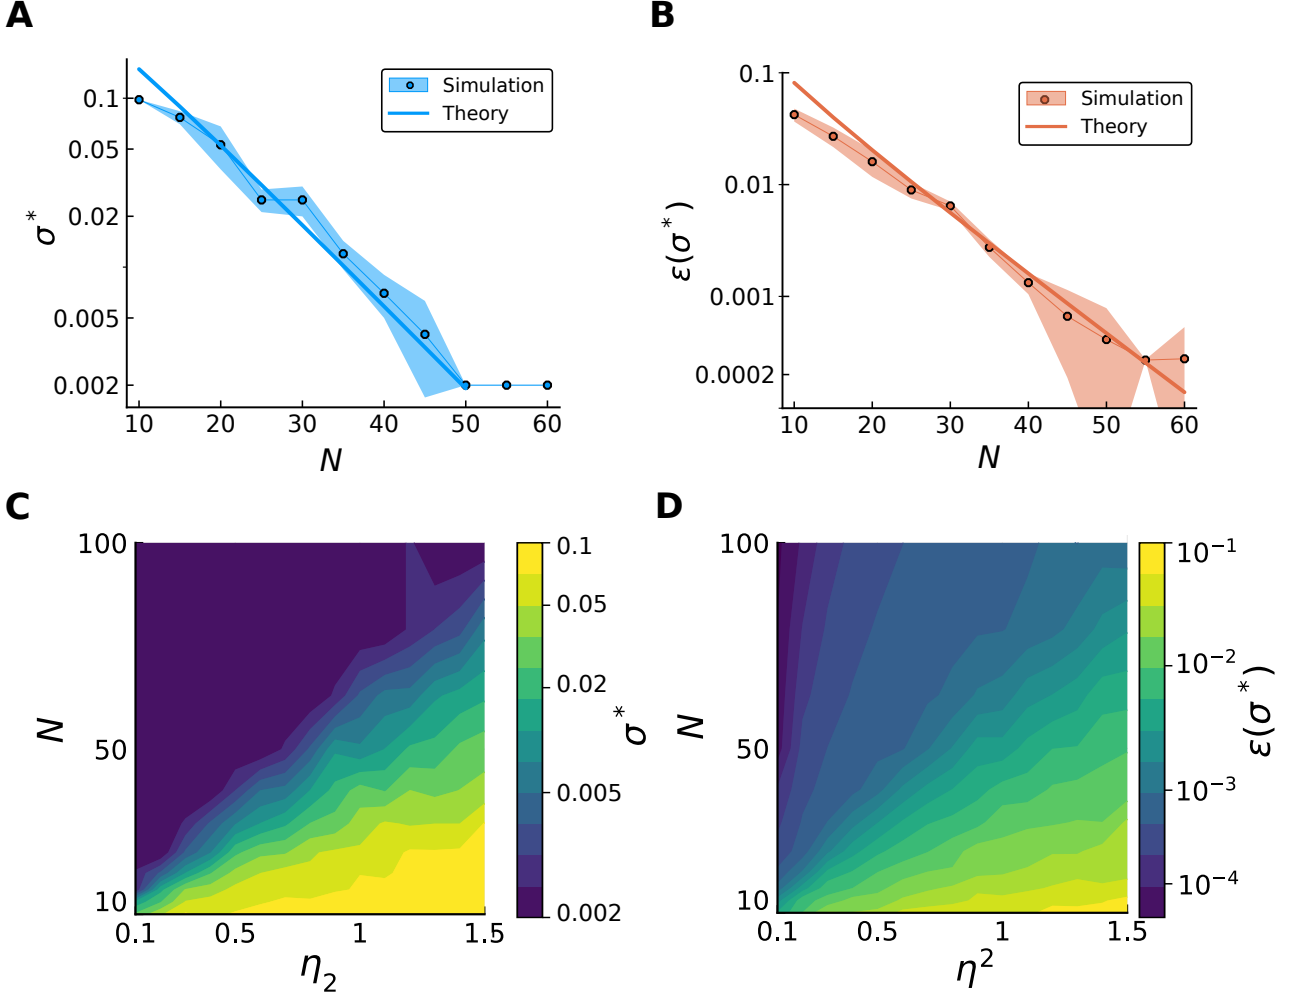 A
0.1
0.05
0.02
0.005
0.002
σ*
10 20 30 40 50 60
N
Simulation
Theory
B
0.1
0.01
0.001
0.0002
ε(σ*)
10 20 30 40 50 60
N
Simulation
Theory
C
100
50
10
N
0.1 0.5 1 1.5
η₂
0.1
0.05
0.02
0.005
0.002
σ*
D
100
50
10
N
0.1 0.5 1 1.5
η²
10⁻¹
10⁻²
10⁻³
10⁻⁴
ε(σ*)